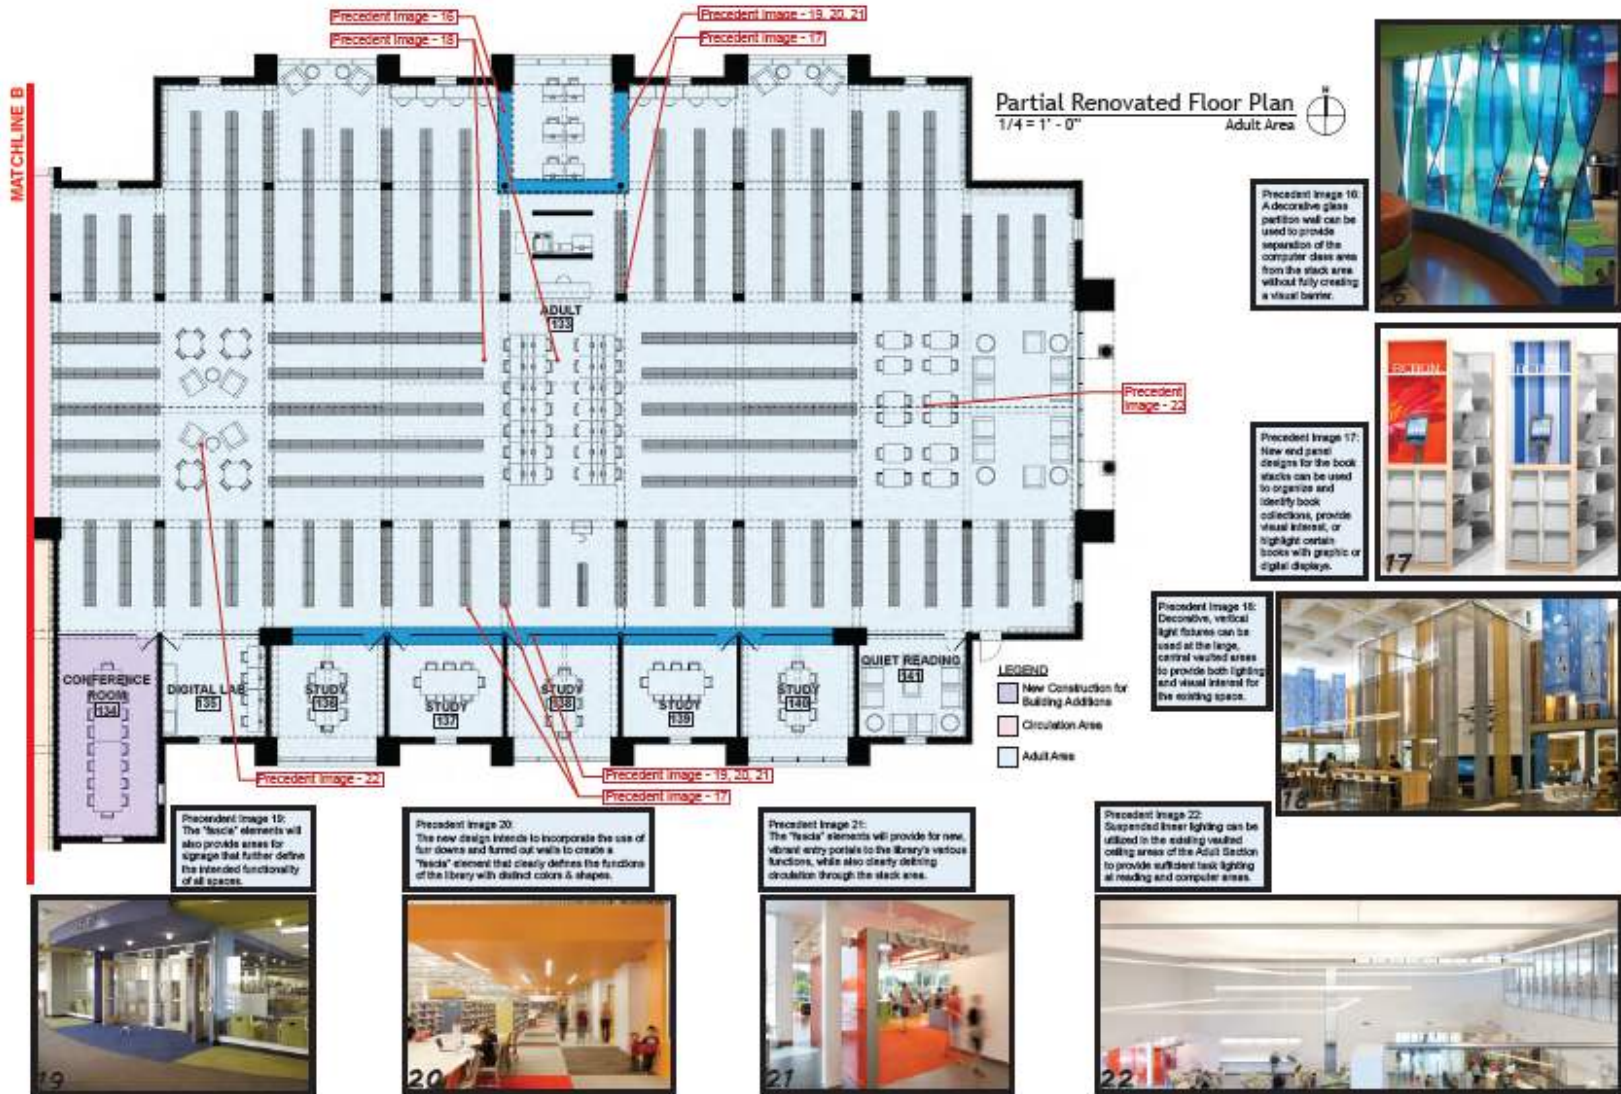 Precedent Image - 16
Precedent Image - 18
Precedent Image - 19, 20, 21
Precedent Image - 17
MATCHLINE B
Partial Renovated Floor Plan
1/4 = 1' - 0"
Adult Area
N
Precedent Image 16:
A decorative glass
partition wall can be
used to provide
separation of the
computer class area
from the stack area
without fully creating
a visual barrier.
ADULT
133
Precedent
Image - 22
Precedent Image 17:
New end panel
designs for the book
stacks can be used
to organize and
identify book
collections, provide
visual interest, or
highlight certain
books with graphic or
digital displays.
17
Precedent Image 18:
Decorative, vertical
light fixtures can be
used at the large,
central vaulted areas
to provide both lighting
and visual interest for
the existing space.
18
CONFERENCE
ROOM
134
DIGITAL LAB
135
STUDY
136
STUDY
137
STUDY
138
STUDY
139
STUDY
140
QUIET READING
141
LEGEND
New Construction for
Building Additions
Circulation Area
Adult Area
Precedent Image - 22
Precedent Image - 19, 20, 21
Precedent Image - 17
Precendent Image 19:
The "fascia" elements will
also provide areas for
signage that further define
the intended functionality
of all spaces.
Precedent Image 20:
The new design intends to incorporate the use of
fur downs and furred out walls to create a
"fascia" element that clearly defines the functions
of the library with distinct colors & shapes.
Precedent Image 21:
The "fascia" elements will provide for new,
vibrant entry portals to the library's various
functions, while also clearly defining
circulation through the stack area.
Precedent Image 22:
Suspended linear lighting can be
utilized in the existing vaulted
ceiling areas of the Adult Section
to provide sufficient task lighting
at reading and computer areas.
19
20
21
22